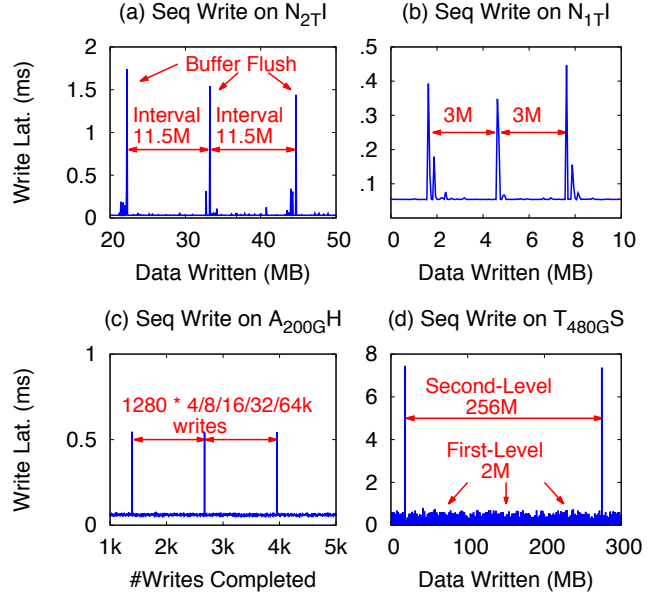 (a) Seq Write on N2TI
Write Lat. (ms)
2
1.5
1
0.5
0
Buffer Flush
Interval
11.5M
Interval
11.5M
20 30 40 50
Data Written (MB)
(b) Seq Write on N1TI
.5
.4
.3
.2
.1
3M
3M
0 2 4 6 8 10
Data Written (MB)
(c) Seq Write on A200GH
Write Lat. (ms)
1
0.5
0
1280 * 4/8/16/32/64k
writes
1k 2k 3k 4k 5k
#Writes Completed
(d) Seq Write on T480GS
8
6
4
2
0
Second-Level
256M
First-Level
2M
0 100 200 300
Data Written (MB)